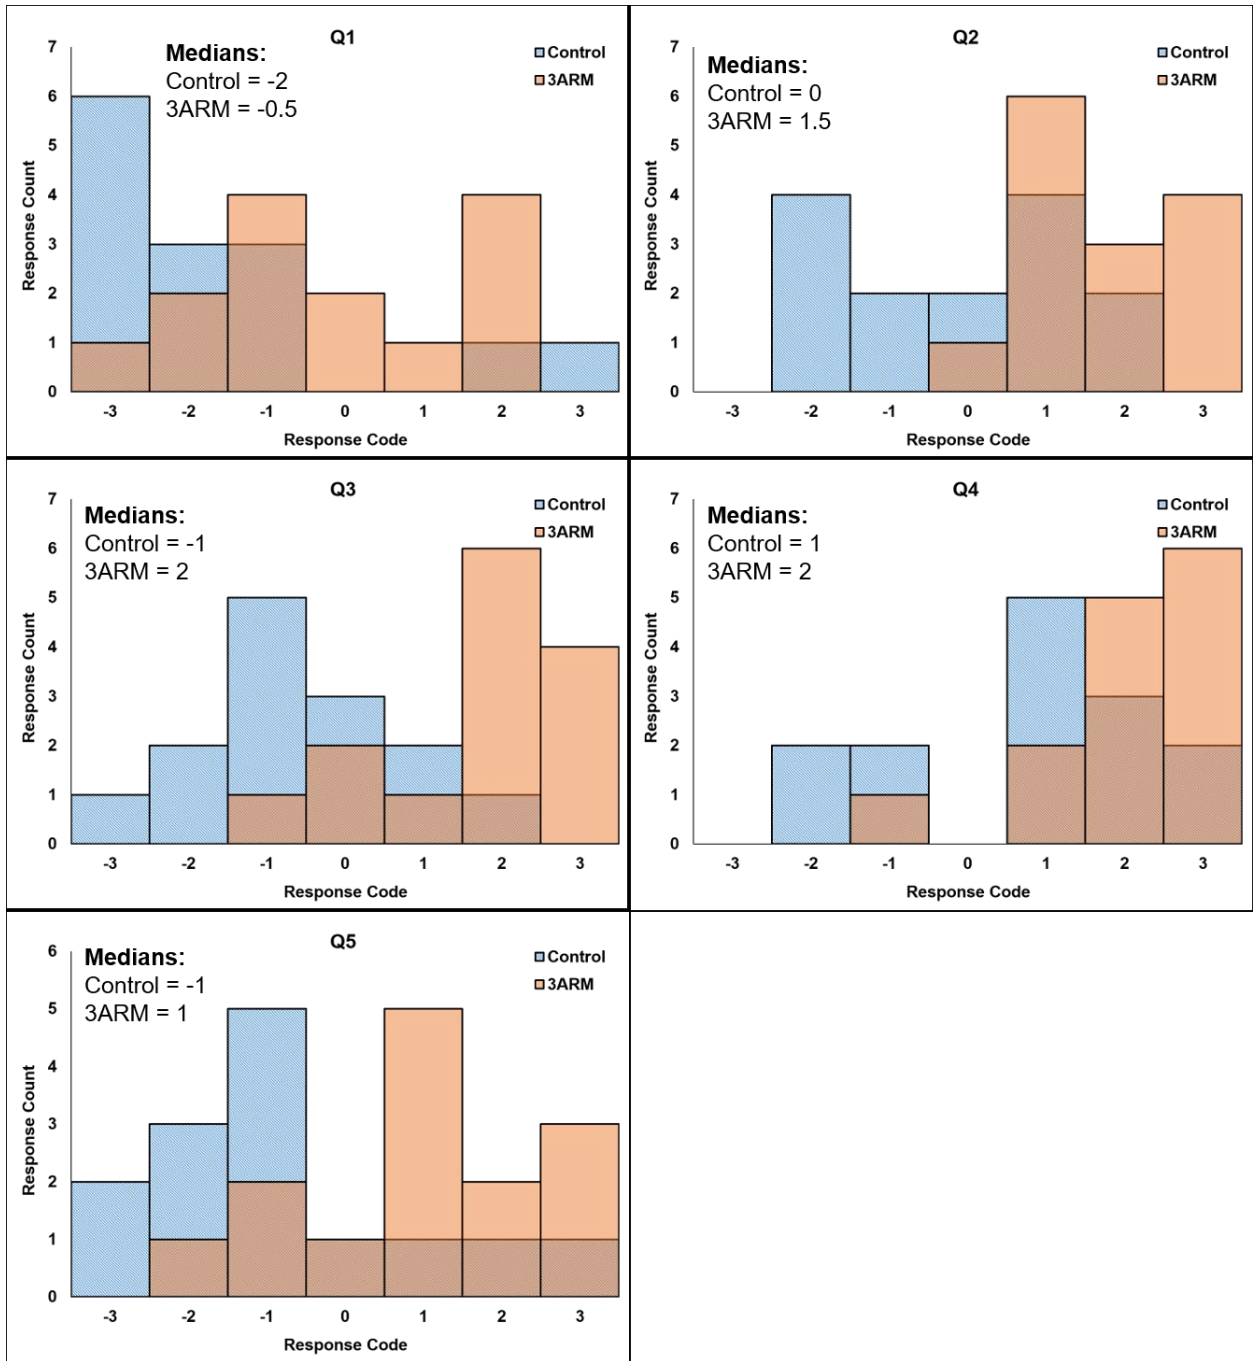 Q1
Medians:
Control = -2
3ARM = -0.5
Control
3ARM
Response Count
7
6
5
4
3
2
1
0
-3 -2 -1 0 1 2 3
Response Code
Q2
Medians:
Control = 0
3ARM = 1.5
Control
3ARM
Response Count
7
6
5
4
3
2
1
0
-3 -2 -1 0 1 2 3
Response Code
Q3
Medians:
Control = -1
3ARM = 2
Control
3ARM
Response Count
7
6
5
4
3
2
1
0
-3 -2 -1 0 1 2 3
Response Code
Q4
Medians:
Control = 1
3ARM = 2
Control
3ARM
Response Count
7
6
5
4
3
2
1
0
-3 -2 -1 0 1 2 3
Response Code
Q5
Medians:
Control = -1
3ARM = 1
Control
3ARM
Response Count
6
5
4
3
2
1
0
-3 -2 -1 0 1 2 3
Response Code